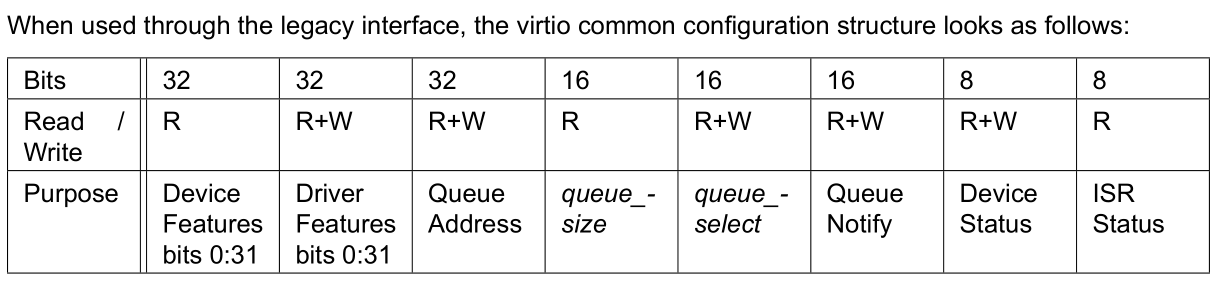 When used through the legacy interface, the virtio common configuration structure looks as follows:
Bits 32 32 32 16 16 16 8 8
Read / Write R R+W R+W R R+W R+W R+W R
Purpose Device Features bits 0:31 Driver Features bits 0:31 Queue Address queue_-size queue_-select Queue Notify Device Status ISR Status